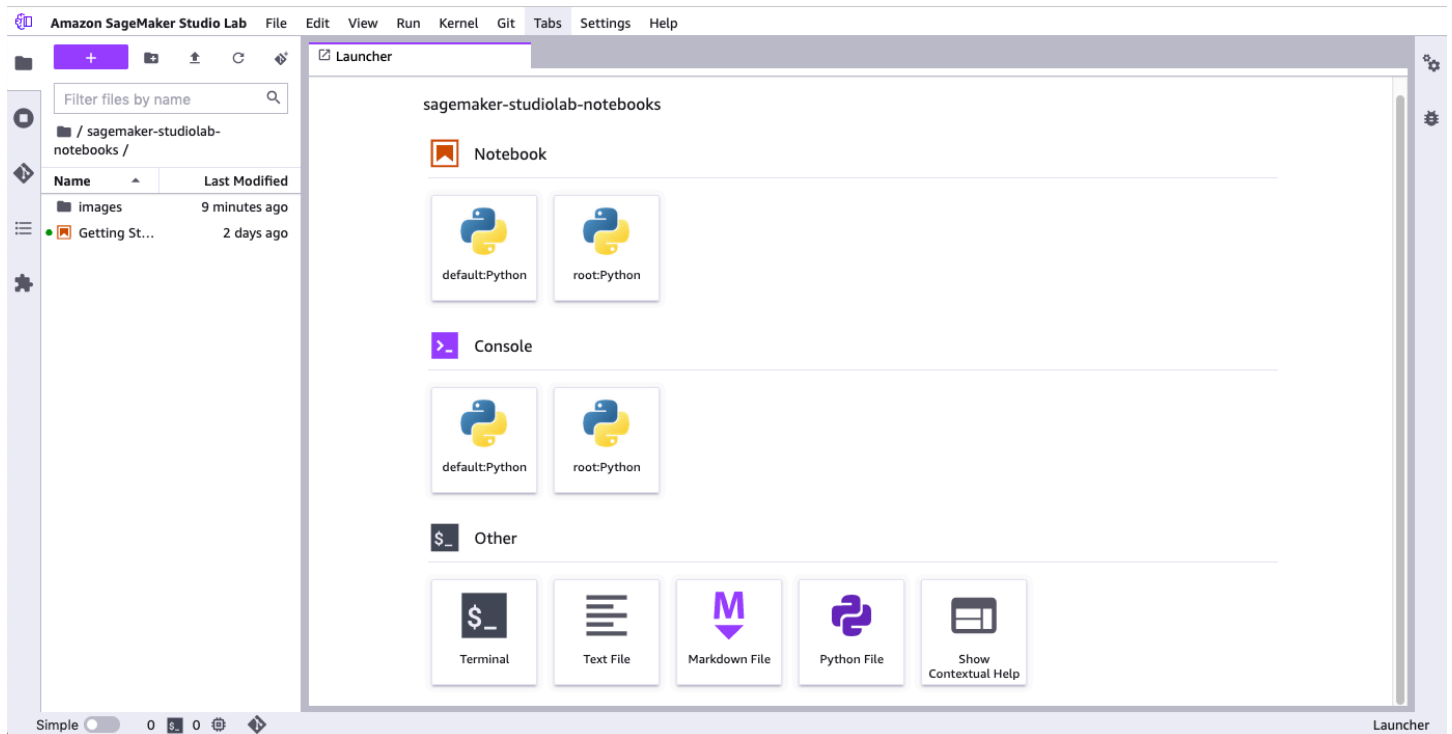 Amazon SageMaker Studio Lab File Edit View Run Kernel Git Tabs Settings Help
+
Launcher
Filter files by name
/ sagemaker-studiolab-
notebooks /
Name Last Modified
images 9 minutes ago
Getting St... 2 days ago
sagemaker-studiolab-notebooks
Notebook
default:Python root:Python
>_ Console
default:Python root:Python
$_ Other
$_ M
Terminal Text File Markdown File Python File Show
Contextual Help
Simple 0 $_ 0 Launcher